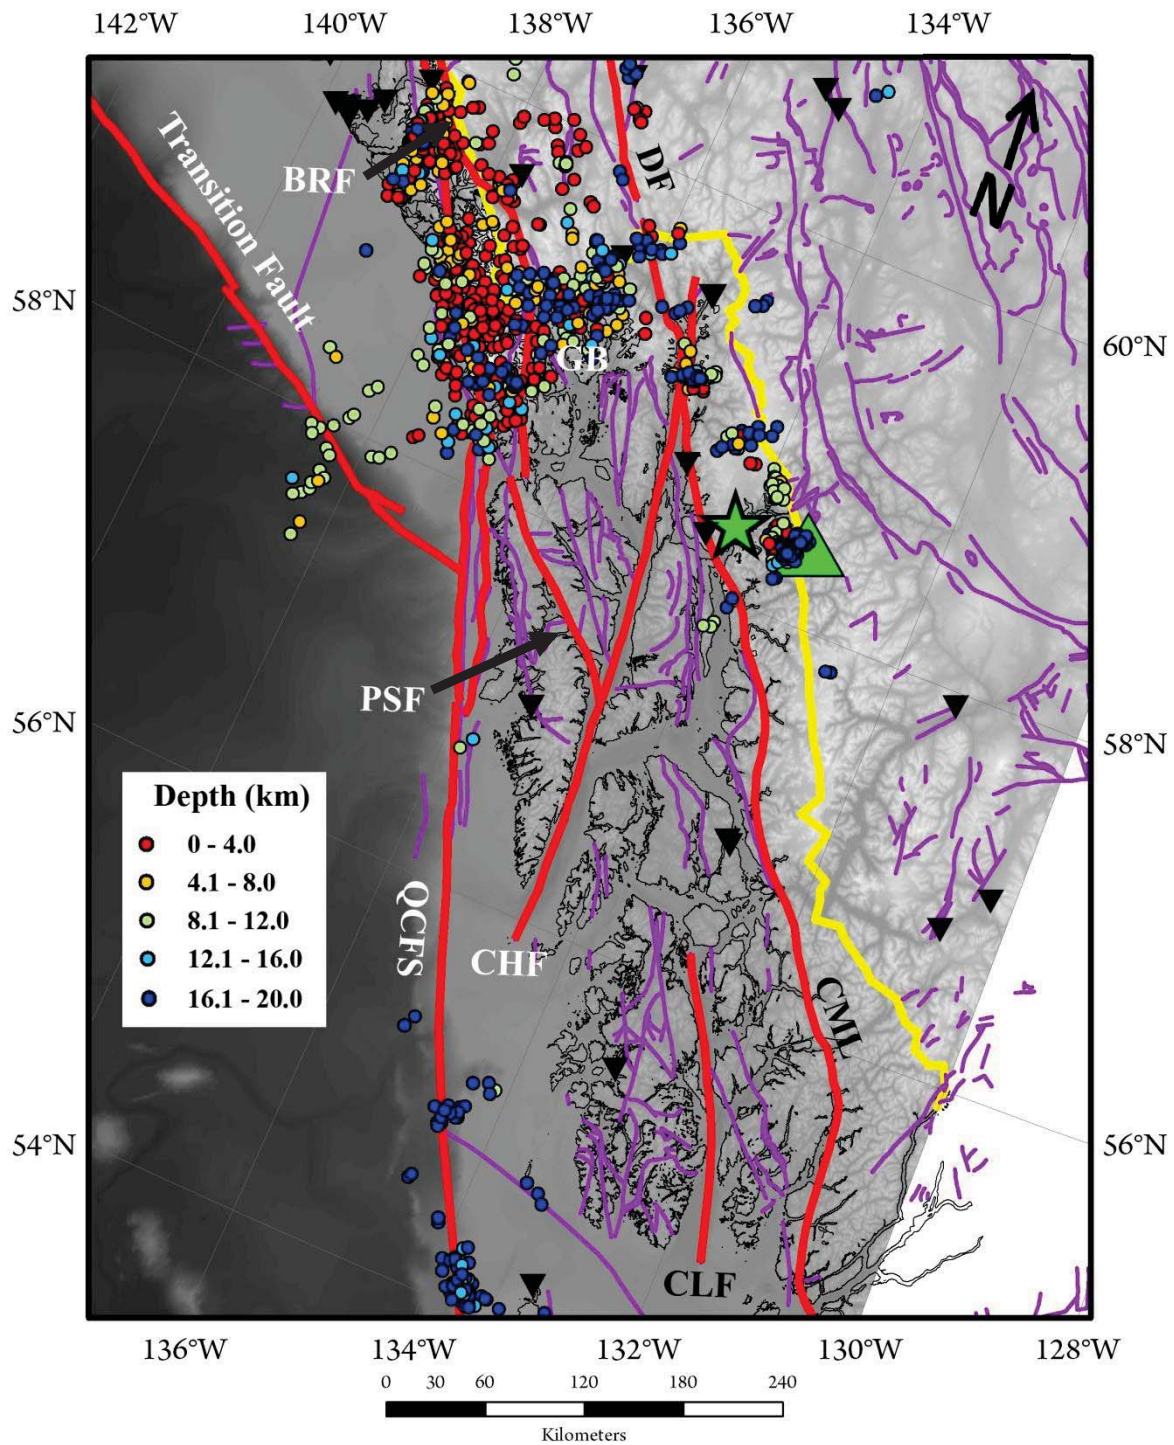 142°W 140°W 138°W 136°W 134°W
Transition Fault
BRF
DF
N
58°N
60°N
GB
PSF
56°N
58°N
Depth (km)
0 - 4.0
4.1 - 8.0
8.1 - 12.0
12.1 - 16.0
16.1 - 20.0
QCFS
CHF
CML
54°N
56°N
CLF
136°W 134°W 132°W 130°W 128°W
0 30 60 120 180 240
Kilometers